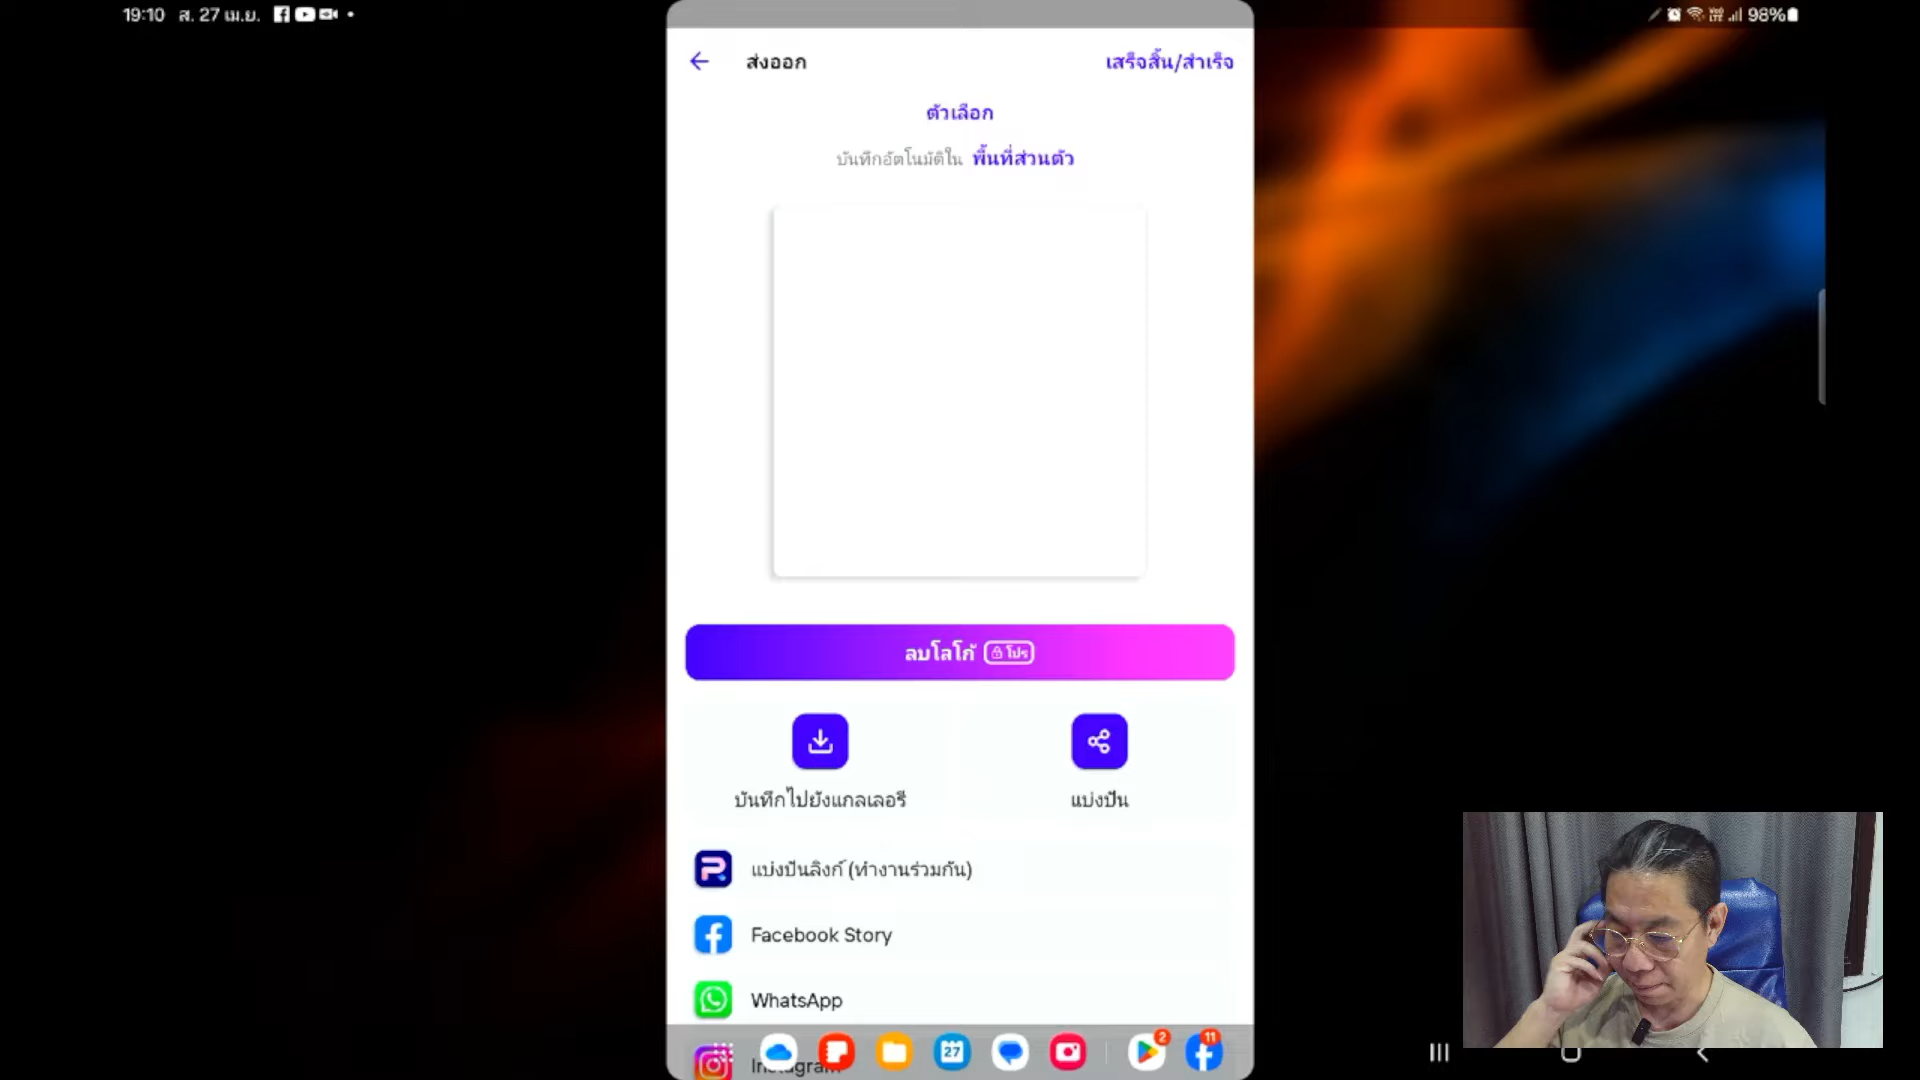 19:10 ส. 27 เม.ย.
98%
ส่งออก
เสร็จสิ้น/สำเร็จ
ตัวเลือก
บันทึกอัตโนมัติใน พื้นที่ส่วนตัว
ลบโลโก้ โปร
บันทึกไปยังแกลเลอรี
แบ่งปัน
แบ่งปันลิงก์ (ทำงานร่วมกัน)
Facebook Story
WhatsApp
Instagram
27
2
11